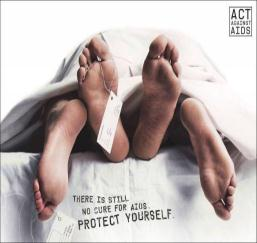 ACT
AGAINST
AIDS
THERE IS STILL
NO CURE FOR AIDS.
PROTECT YOURSELF.